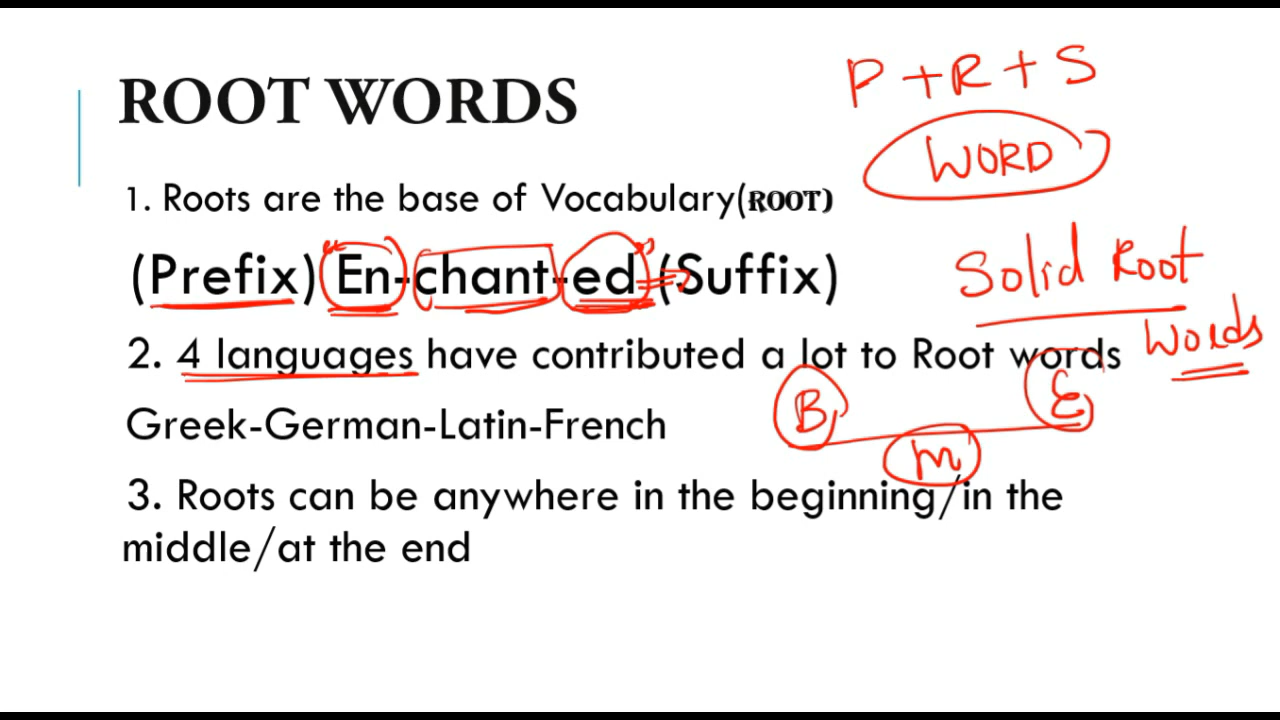 ROOT WORDS
P + R + S
WORD
1. Roots are the base of Vocabulary(ROOT)
(Prefix) En-chant-ed (Suffix)
Solid Root
Words
2. 4 languages have contributed a lot to Root words
B E
Greek-German-Latin-French
m
3. Roots can be anywhere in the beginning/in the
middle/at the end